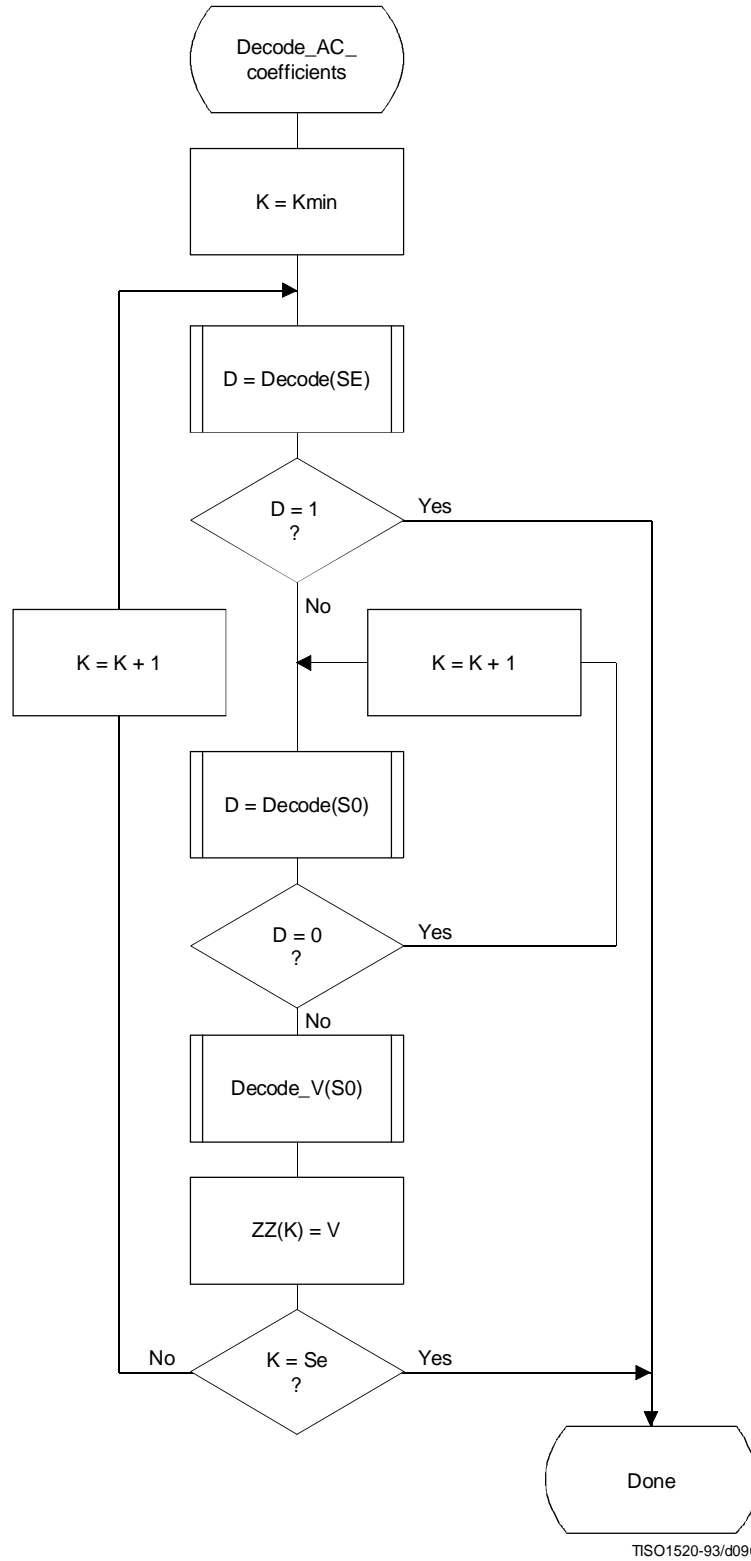 Decode_AC_
coefficients
K = Kmin
D = Decode(SE)
D = 1
?
Yes
No
K = K + 1
K = K + 1
D = Decode(S0)
D = 0
?
Yes
No
Decode_V(S0)
ZZ(K) = V
No
K = Se
?
Yes
Done